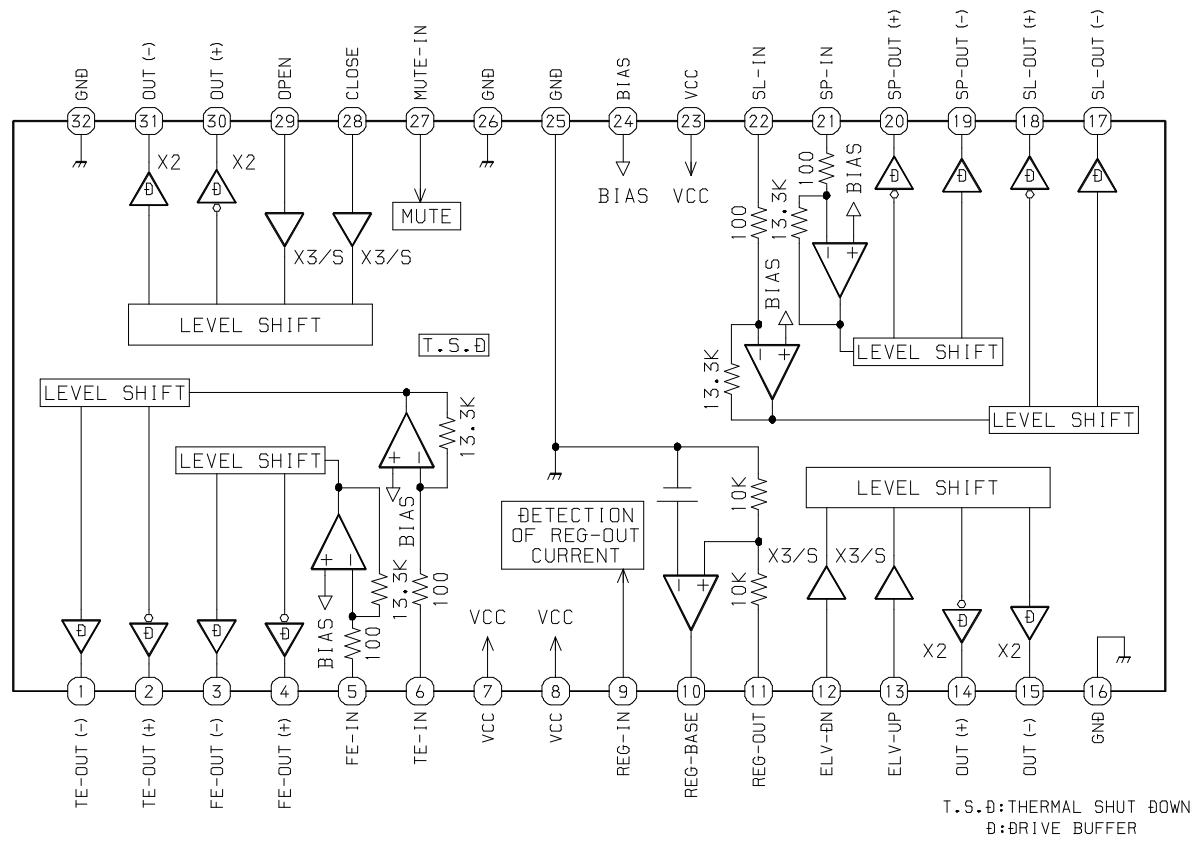 GND
OUT (-)
OUT (+)
OPEN
CLOSE
MUTE-IN
GND
GND
BIAS
VCC
SL-IN
SP-IN
SP-OUT (+)
SP-OUT (-)
SL-OUT (+)
SL-OUT (-)
32 31 30 29 28 27 26 25 24 23 22 21 20 19 18 17
X2 X2
D D
X3/S X3/S
MUTE
BIAS VCC
100
13.3K
100
BIAS
D D D D
- +
LEVEL SHIFT
T.S.D
BIAS
- +
13.3K
LEVEL SHIFT
LEVEL SHIFT
LEVEL SHIFT
13.3K
+ -
BIAS
LEVEL SHIFT
LEVEL SHIFT
DETECTION
OF REG-OUT
CURRENT
10K
X3/S X3/S
+ -
BIAS
13.3K
100
100
- +
10K
VCC VCC
D D D D
D D
X2 X2
1 2 3 4 5 6 7 8 9 10 11 12 13 14 15 16
TE-OUT (-)
TE-OUT (+)
FE-OUT (-)
FE-OUT (+)
FE-IN
TE-IN
VCC
VCC
REG-IN
REG-BASE
REG-OUT
ELV-DN
ELV-UP
OUT (+)
OUT (-)
GND
T.S.D:THERMAL SHUT DOWN
D:DRIVE BUFFER